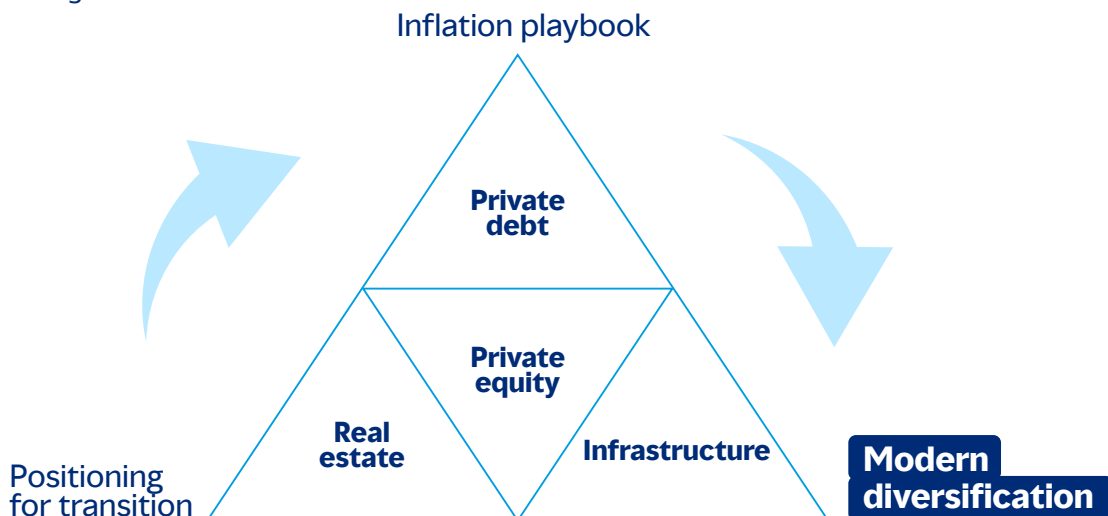 Inflation playbook
Private
debt
Private
equity
Real
estate
Infrastructure
Positioning
for transition
Modern
diversification